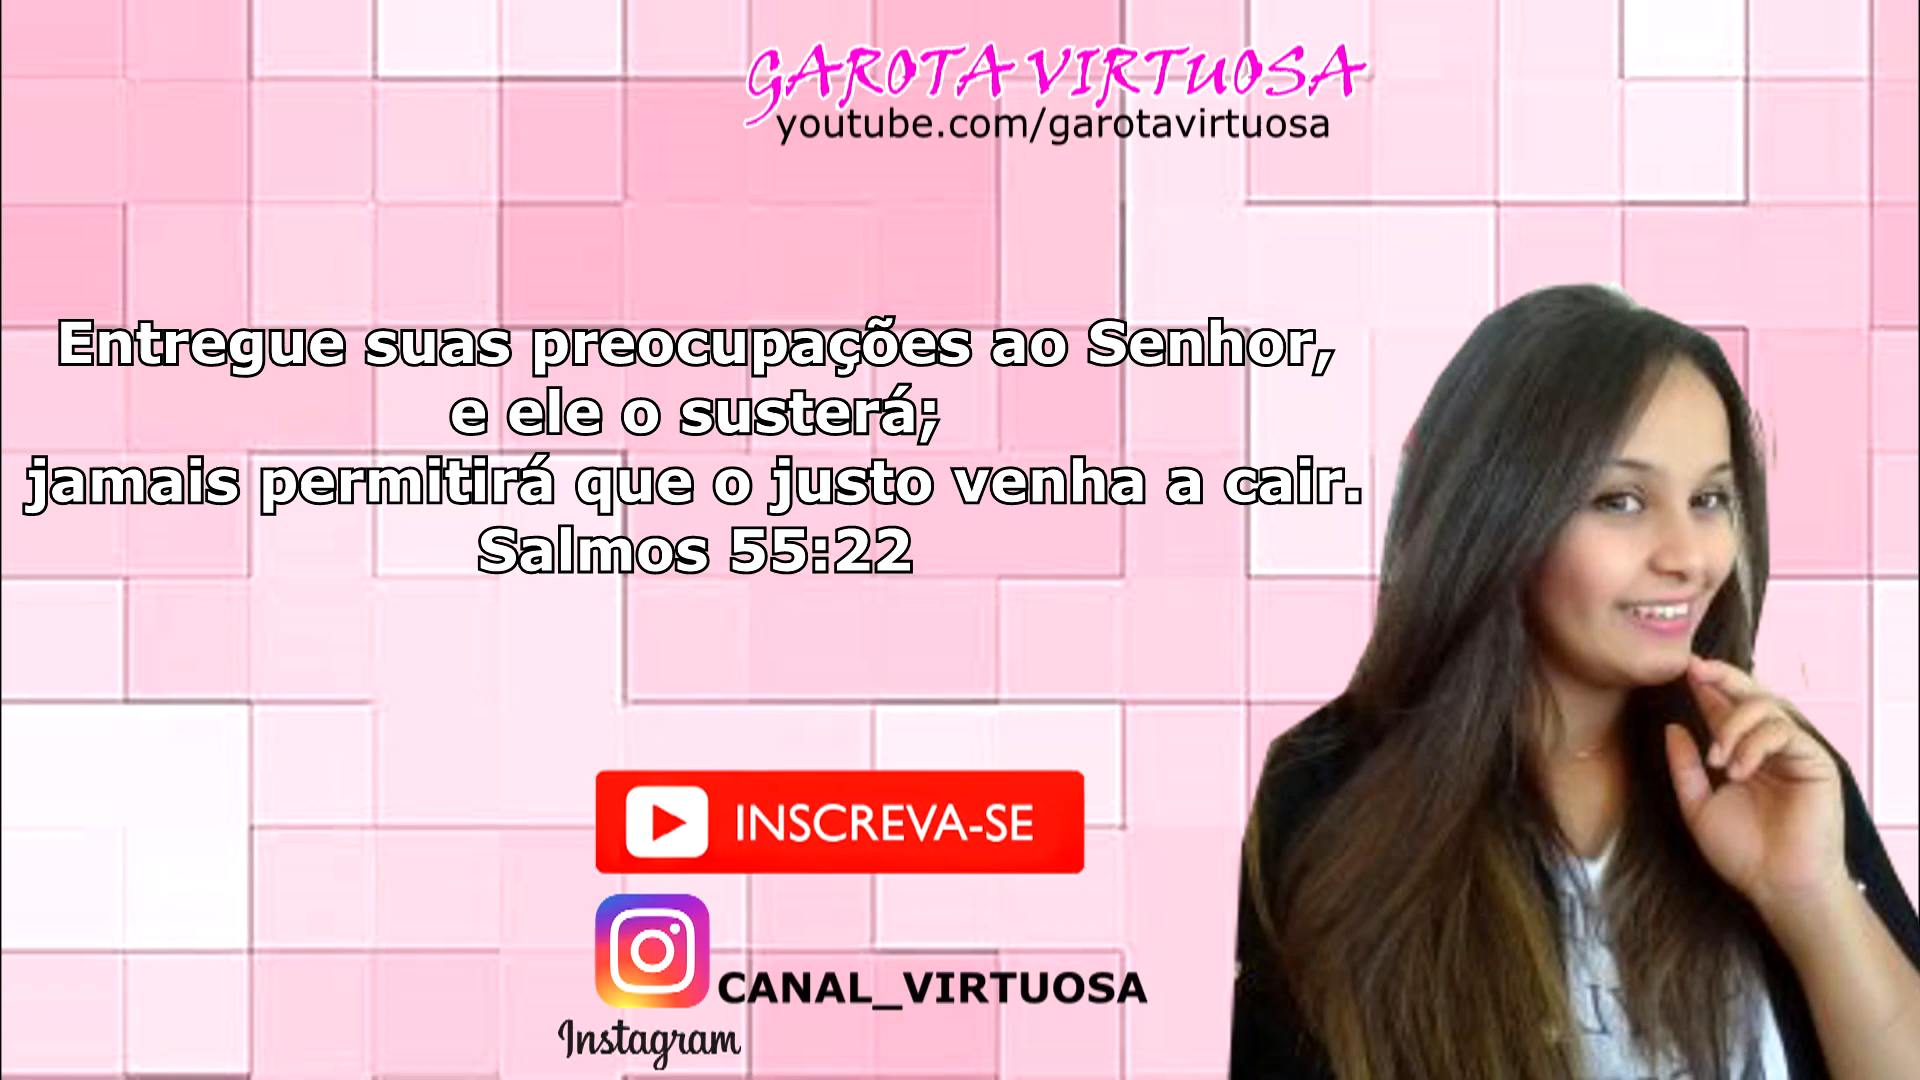 GAROTA VIRTUOSA
youtube.com/garotavirtuosa
Entregue suas preocupações ao Senhor,
e ele o susterá;
jamais permitirá que o justo venha a cair.
Salmos 55:22
INSCREVA-SE
CANAL_VIRTUOSA
Instagram